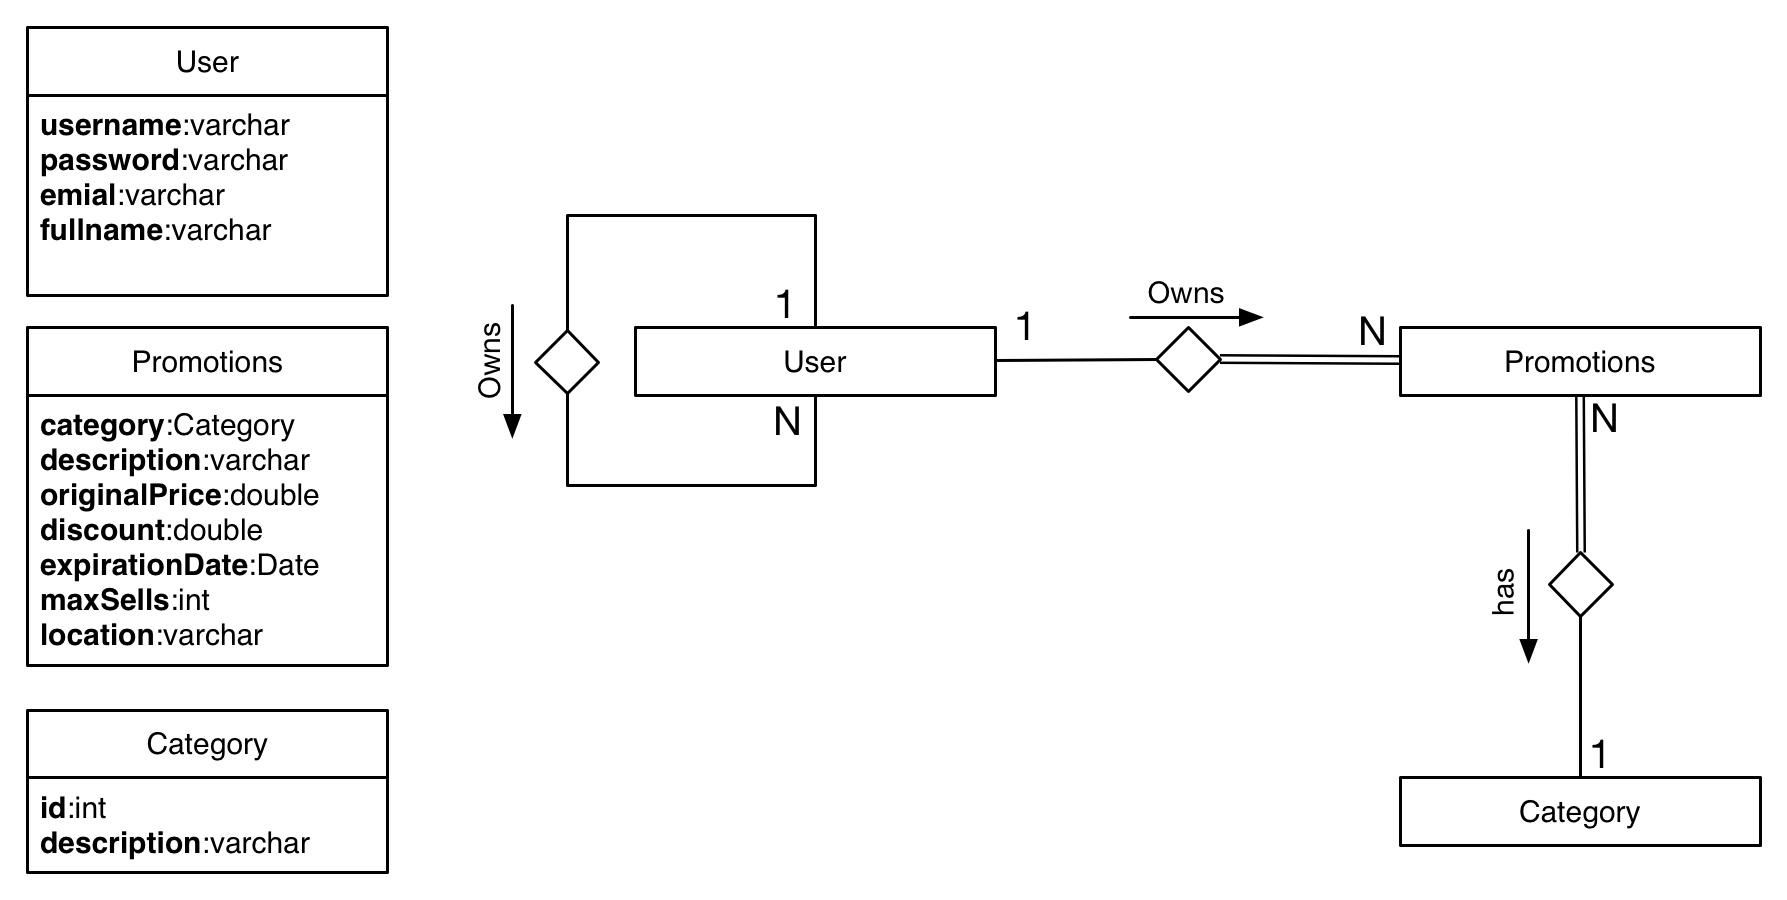 User
username:varchar
password:varchar
emial:varchar
fullname:varchar
Promotions
category:Category
description:varchar
originalPrice:double
discount:double
expirationDate:Date
maxSells:int
location:varchar
Category
id:int
description:varchar
Owns
1
User
N
1
Owns
N
Promotions
N
has
1
Category